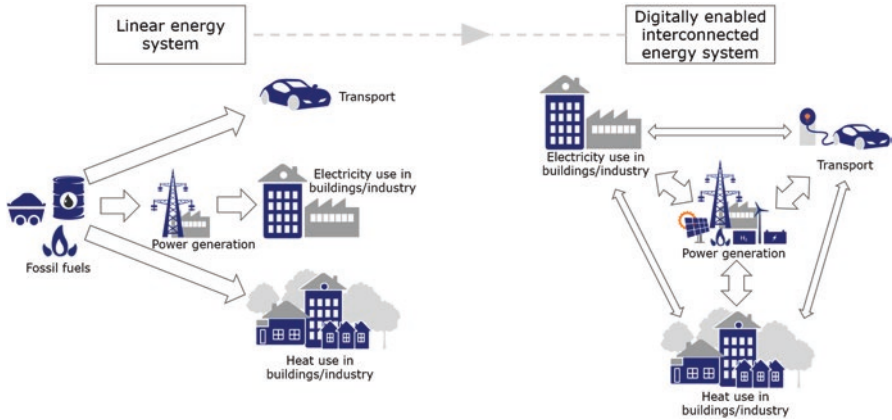 Linear energy
system
Digitally enabled
interconnected
energy system
Transport
Electricity use in
buildings/industry
Power generation
Fossil fuels
Heat use in
buildings/industry
Electricity use in
buildings/industry
Transport
H₂
Power generation
Heat use in
buildings/industry